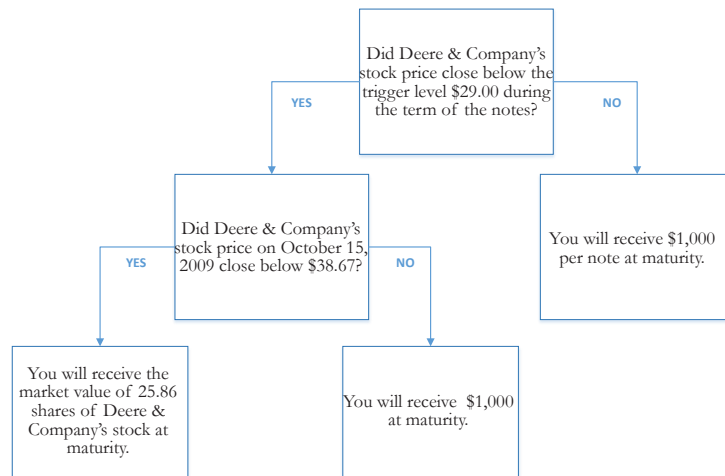 Did Deere & Company's
stock price close below the
trigger level $29.00 during
the term of the notes?
YES
NO
Did Deere & Company's
stock price on October 15,
2009 close below $38.67?
You will receive $1,000
per note at maturity.
YES
NO
You will receive the
market value of 25.86
shares of Deere &
Company's stock at
maturity.
You will receive $1,000
at maturity.